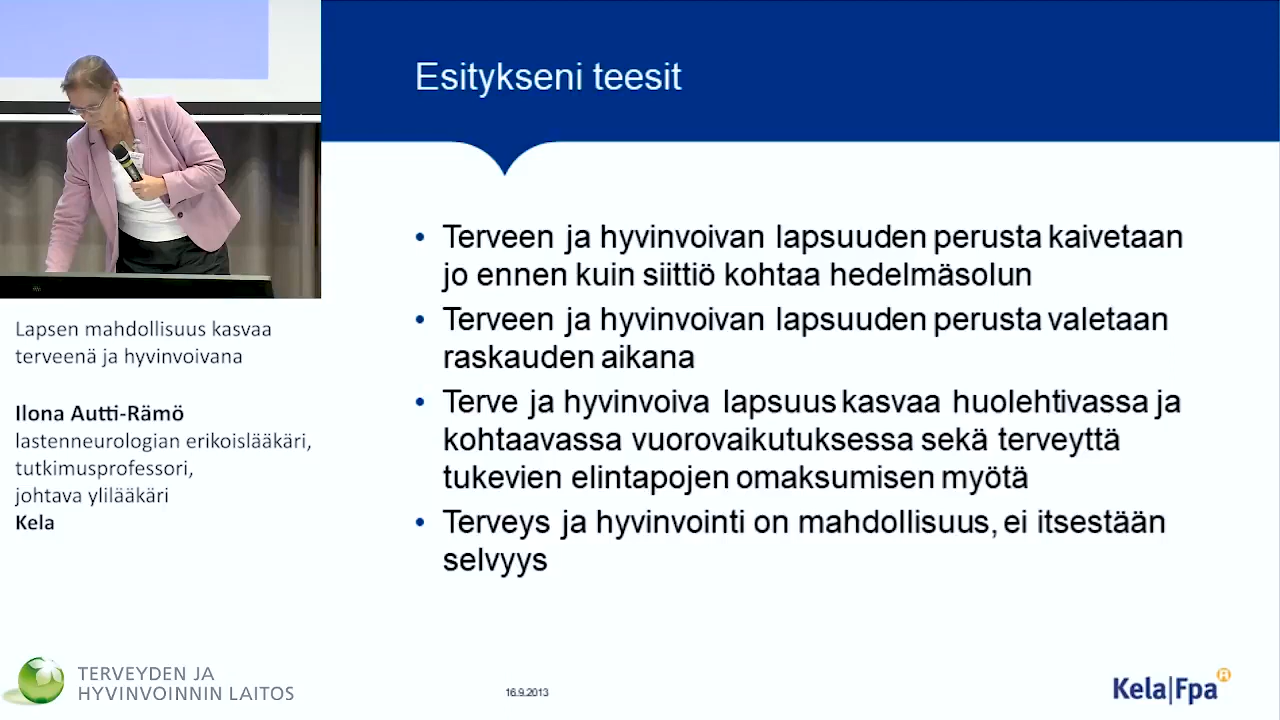 Esitykseni teesit
• Terveen ja hyvinvoivan lapsuuden perusta kaivetaan
jo ennen kuin siittiö kohtaa hedelmäsolun
• Terveen ja hyvinvoivan lapsuuden perusta valetaan
raskauden aikana
• Terve ja hyvinvoiva lapsuus kasvaa huolehtivassa ja
kohtaavassa vuorovaikutuksessa sekä terveyttä
tukevien elintapojen omaksumisen myötä
• Terveys ja hyvinvointi on mahdollisuus, ei itsestään
selvyys
Lapsen mahdollisuus kasvaa
terveenä ja hyvinvoivana
Ilona Autti-Rämö
lastenneurologian erikoislääkäri,
tutkimusprofessori,
johtava ylilääkäri
Kela
TERVEYDEN JA
HYVINVOINNIN LAITOS
16.9.2013
Kela|Fpa